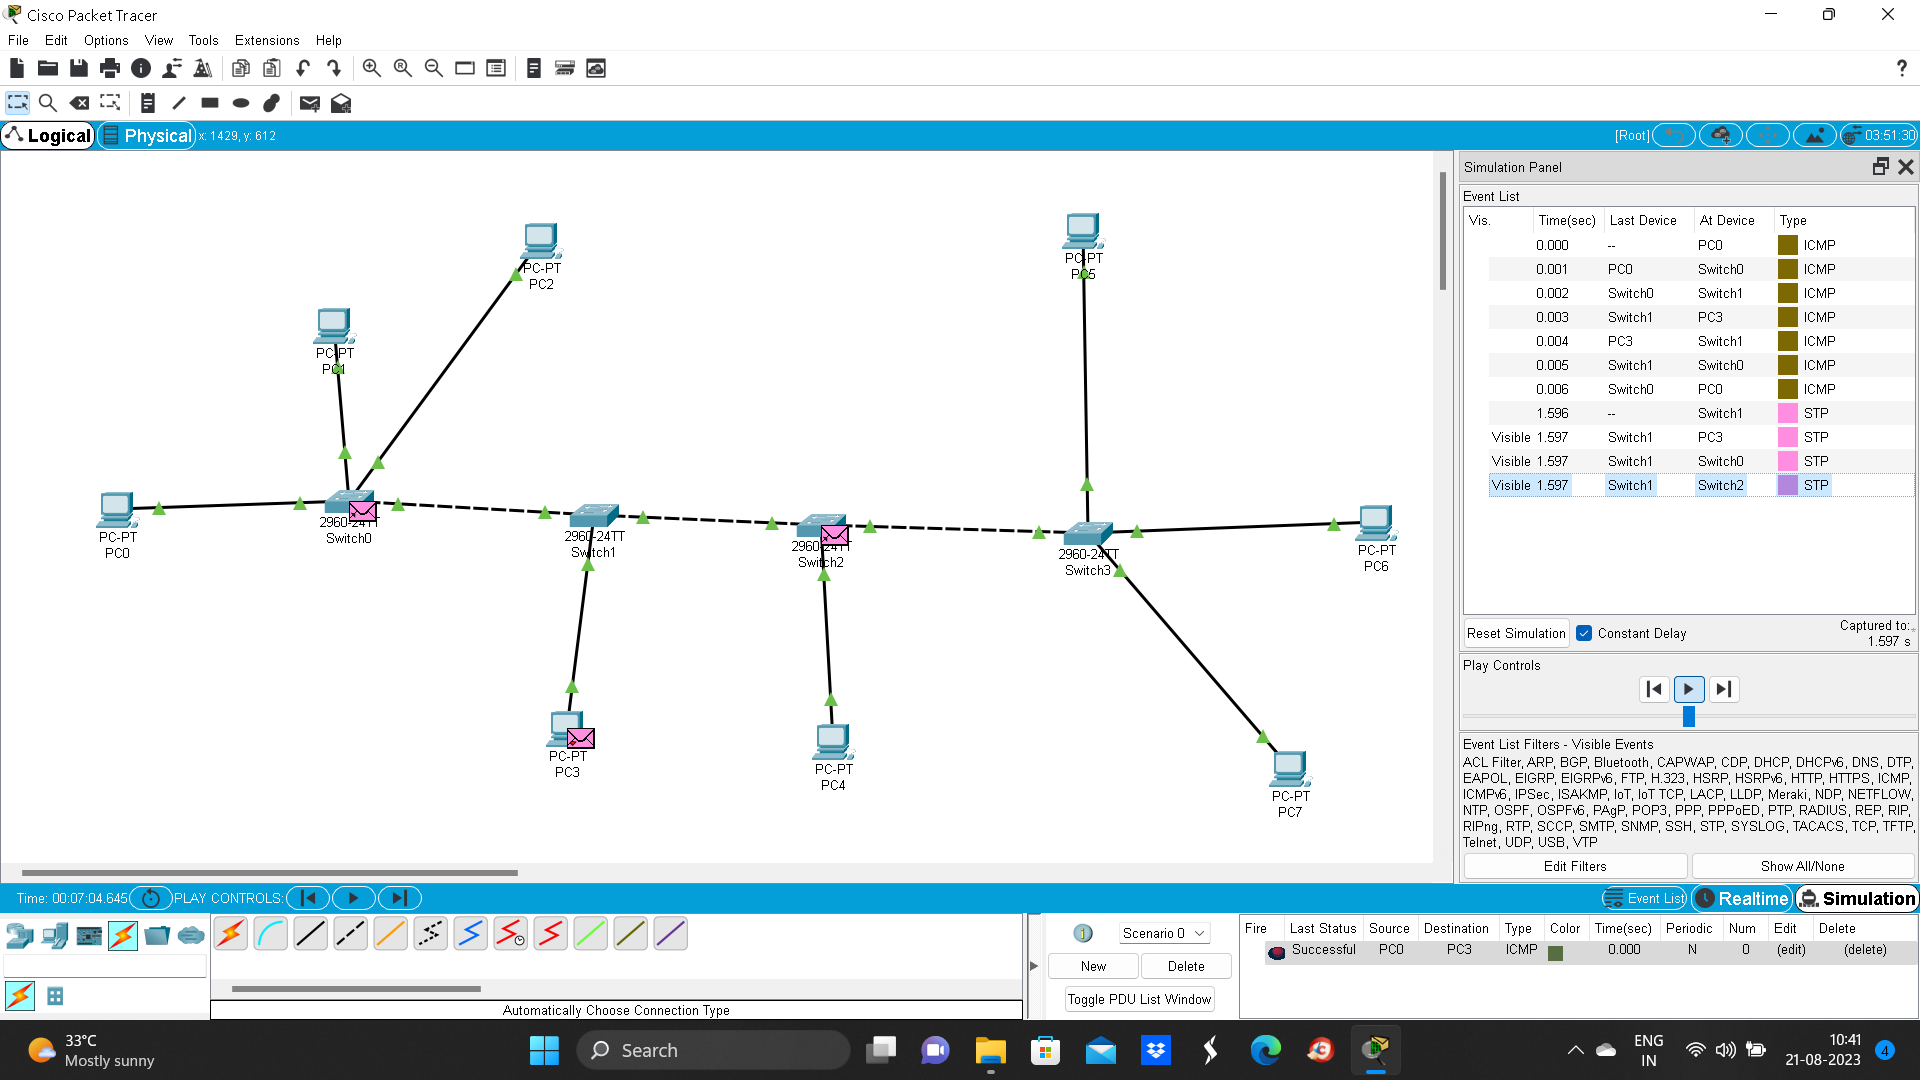 Cisco Packet Tracer
File Edit Options View Tools Extensions Help
?
Logical Physical x: 1429, y: 612 [Root] 03:51:30
PC-PT
PC2
PC-PT
PC1
PC-PT
PC5
PC-PT
PC0
2960-24TT
Switch0
2960-24TT
Switch1
2960-24TT
Switch2
2960-24TT
Switch3
PC-PT
PC6
PC-PT
PC3
PC-PT
PC4
PC-PT
PC7
Simulation Panel
Event List
Vis. Time(sec) Last Device At Device Type
0.000 -- PC0 ICMP
0.001 PC0 Switch0 ICMP
0.002 Switch0 Switch1 ICMP
0.003 Switch1 PC3 ICMP
0.004 PC3 Switch1 ICMP
0.005 Switch1 Switch0 ICMP
0.006 Switch0 PC0 ICMP
1.596 -- Switch1 STP
Visible 1.597 Switch1 PC3 STP
Visible 1.597 Switch1 Switch0 STP
Visible 1.597 Switch1 Switch2 STP
Reset Simulation Constant Delay Captured to:
1.597 s
Play Controls
Event List Filters - Visible Events
ACL Filter, ARP, BGP, Bluetooth, CAPWAP, CDP, DHCP, DHCPv6, DNS, DTP,
EAPOL, EIGRP, EIGRPv6, FTP, H.323, HSRP, HSRPv6, HTTP, HTTPS, ICMP,
ICMPv6, IPSec, ISAKMP, IoT, IoT TCP, LACP, LLDP, Meraki, NDP, NETFLOW,
NTP, OSPF, OSPFv6, PAgP, POP3, PPP, PPPoED, PTP, RADIUS, REP, RIP,
RIPng, RTP, SCCP, SMTP, SNMP, SSH, STP, SYSLOG, TACACS, TCP, TFTP,
Telnet, UDP, USB, VTP
Edit Filters Show All/None
Time: 00:07:04.645 PLAY CONTROLS: Event List Realtime Simulation
Automatically Choose Connection Type
Scenario 0
New Delete
Toggle PDU List Window
Fire Last Status Source Destination Type Color Time(sec) Periodic Num Edit Delete
Successful PC0 PC3 ICMP 0.000 N 0 (edit) (delete)
33°C
Mostly sunny
Search
ENG
IN
10:41
21-08-2023
4